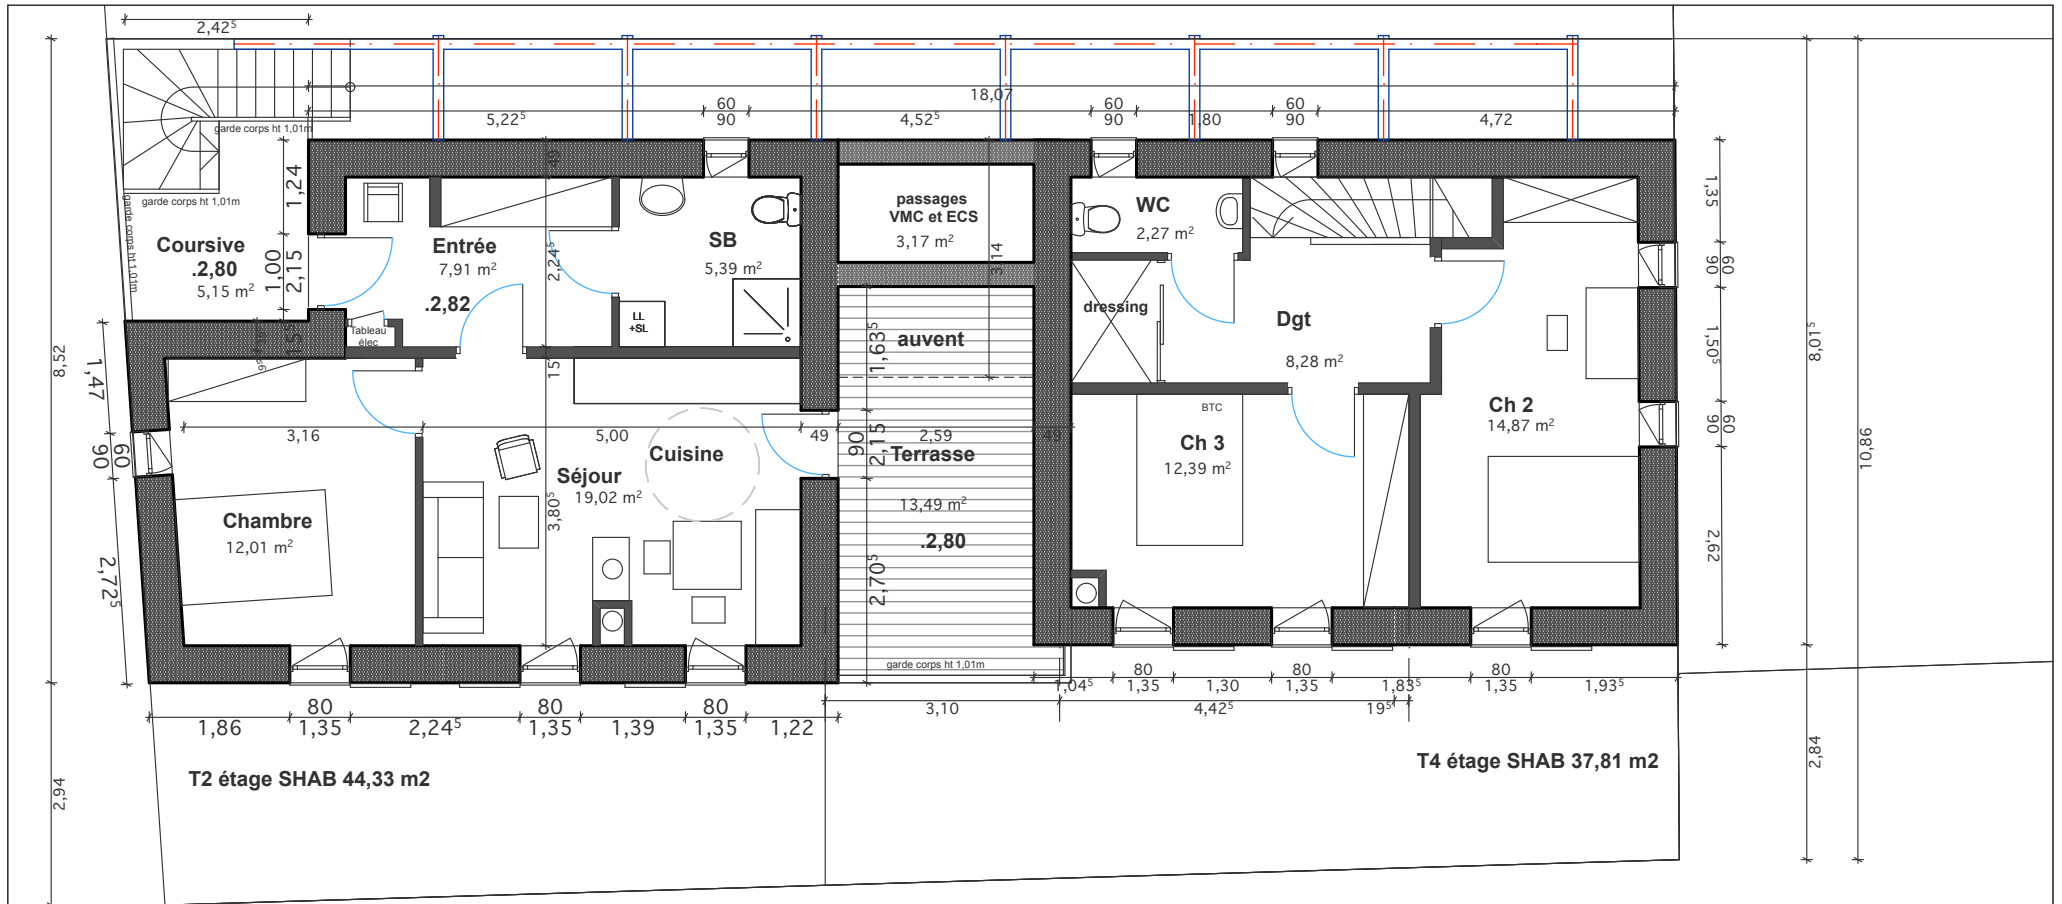 2,42⁵
18,07
60
60
60
5,22⁵
90
4,52⁵
90
1,80
90
4,72
garde corps ht 1,01m
49
1,24
1,35
garde corps ht 1,01m
garde corps ht 1,01m
passages
VMC et ECS
3,17 m²
WC
2,27 m²
Coursive
.2,80
5,15 m²
Entrée
7,91 m²
.2,82
SB
5,39 m²
2,24⁵
3,14
1,00
2,15
60
90
LL
+SL
Tableau
élec
dressing
Dgt
8,28 m²
auvent
1,63⁵
15⁵
15
1,50⁵
8,01⁵
8,52
1,47
3,16
5,00
49
2,59
49
90
2,15
60
90
60
90
BTC
Ch 2
14,87 m²
Ch 3
12,39 m²
10,86
Cuisine
Séjour
19,02 m²
Terrasse
13,49 m²
.2,80
3,80⁵
Chambre
12,01 m²
2,72⁵
2,70⁵
2,62
garde corps ht 1,01m
80
80
80
1,04⁵
1,35
1,30
1,35
1,83⁵
1,35
1,93⁵
80
80
80
3,10
4,42⁵
19⁵
1,86
1,35
2,24⁵
1,35
1,39
1,35
1,22
T2 étage SHAB 44,33 m2
T4 étage SHAB 37,81 m2
2,94
2,84